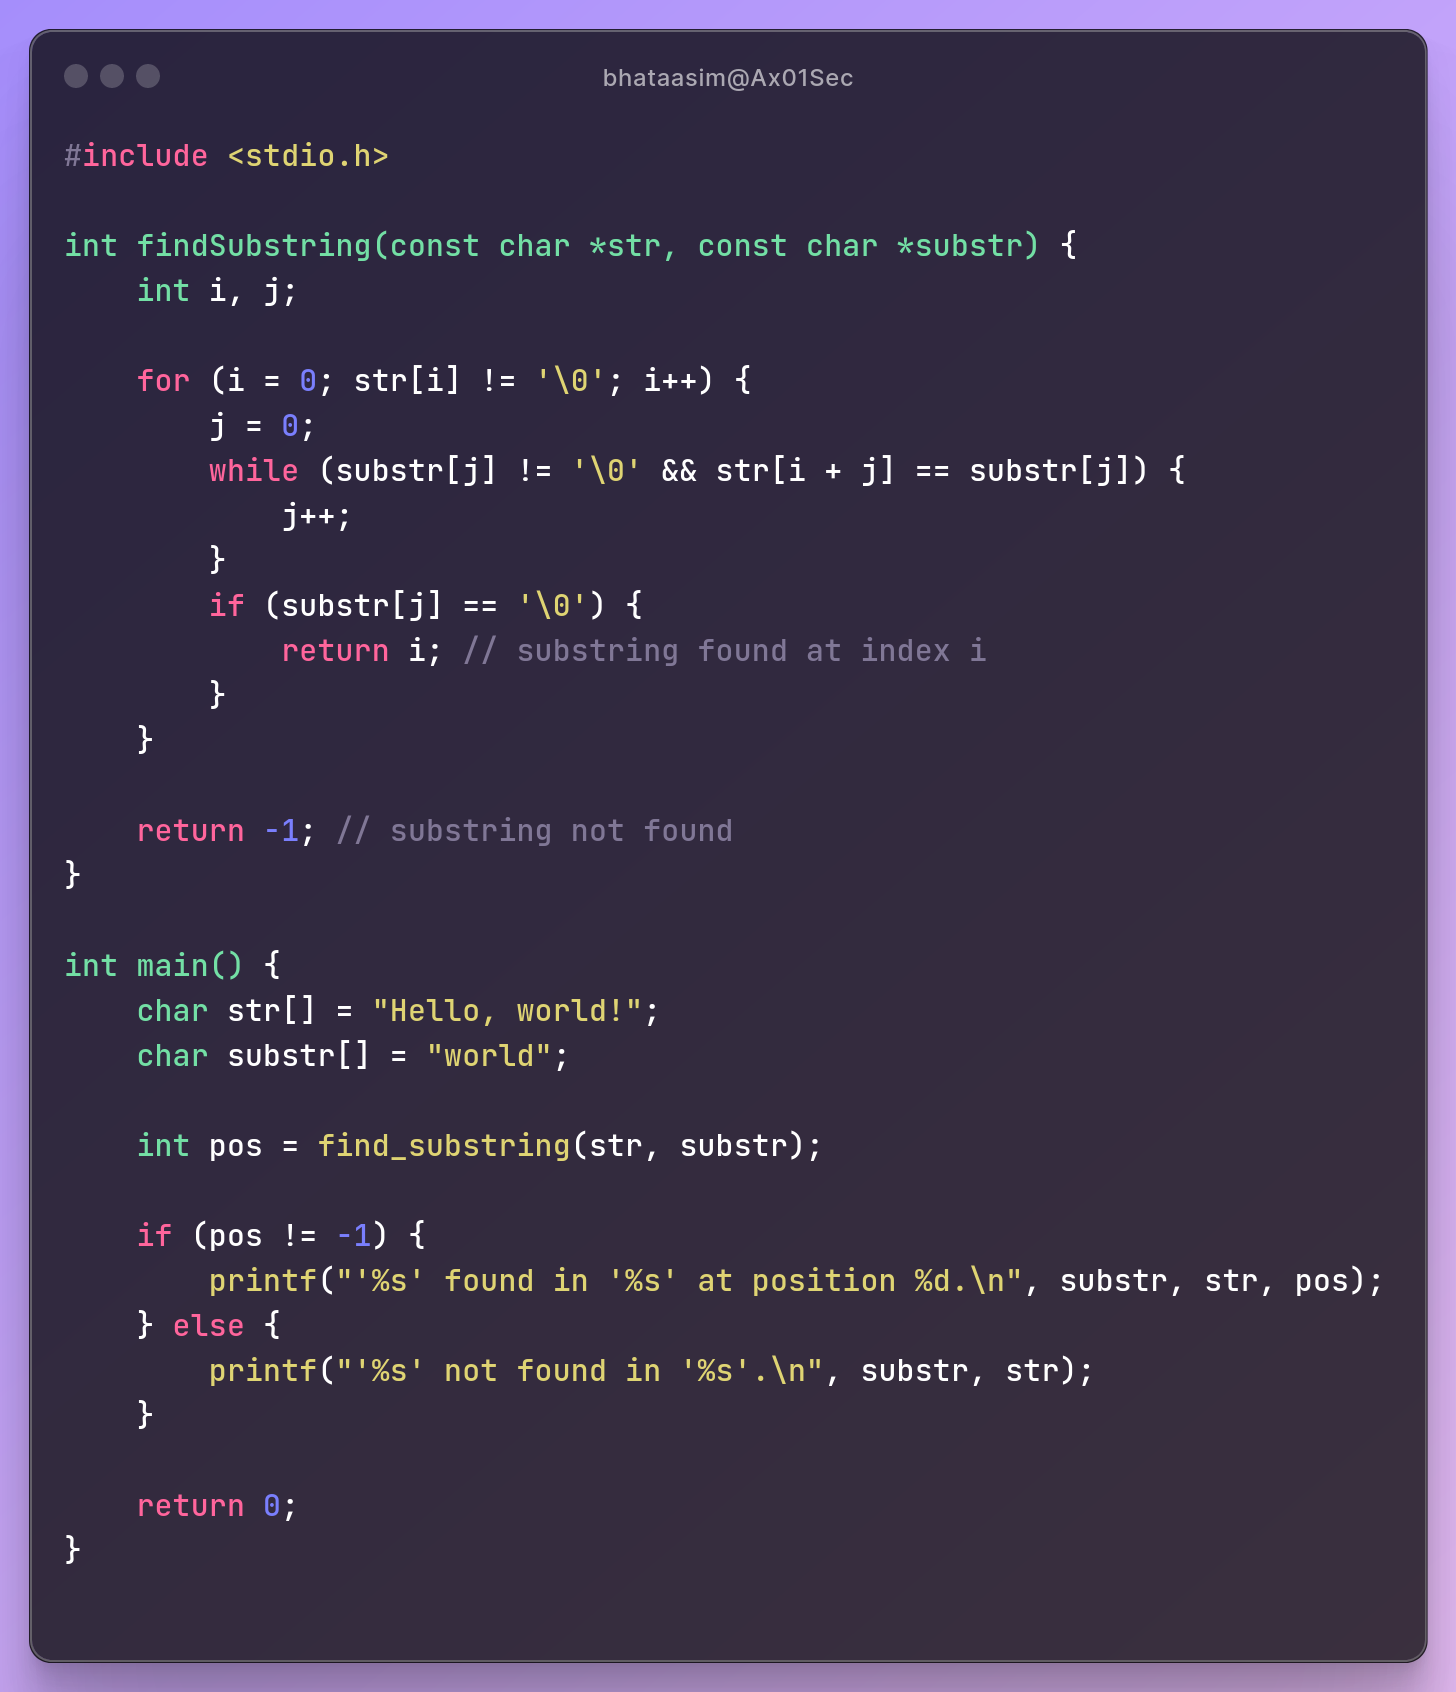 bhataasim@Ax01Sec
#include <stdio.h>
int findSubstring(const char *str, const char *substr) {
    int i, j;
    for (i = 0; str[i] != '\0'; i++) {
        j = 0;
        while (substr[j] != '\0' && str[i + j] == substr[j]) {
            j++;
        }
        if (substr[j] == '\0') {
            return i; // substring found at index i
        }
    }
    return -1; // substring not found
}
int main() {
    char str[] = "Hello, world!";
    char substr[] = "world";
    int pos = find_substring(str, substr);
    if (pos != -1) {
        printf("'%s' found in '%s' at position %d.\n", substr, str, pos);
    } else {
        printf("'%s' not found in '%s'.\n", substr, str);
    }
    return 0;
}